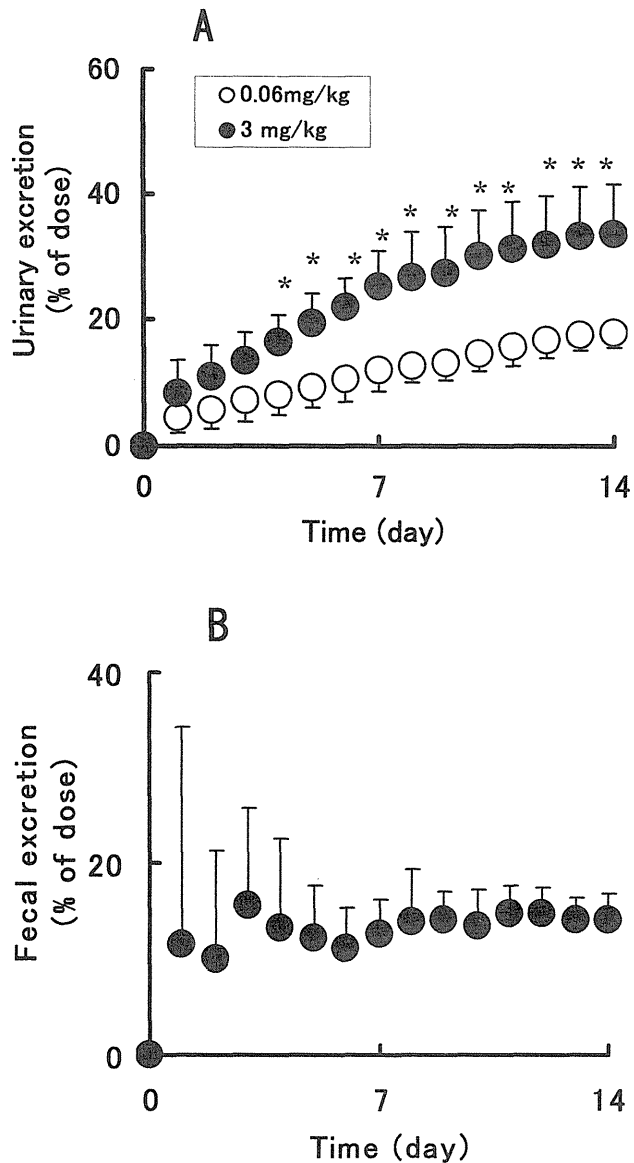 A
60
40
20
0
Urinary excretion
(% of dose)
0.06mg/kg
3 mg/kg
* * * * * * * * * * *
0 7 14
Time (day)
B
40
20
0
Fecal excretion
(% of dose)
0 7 14
Time (day)